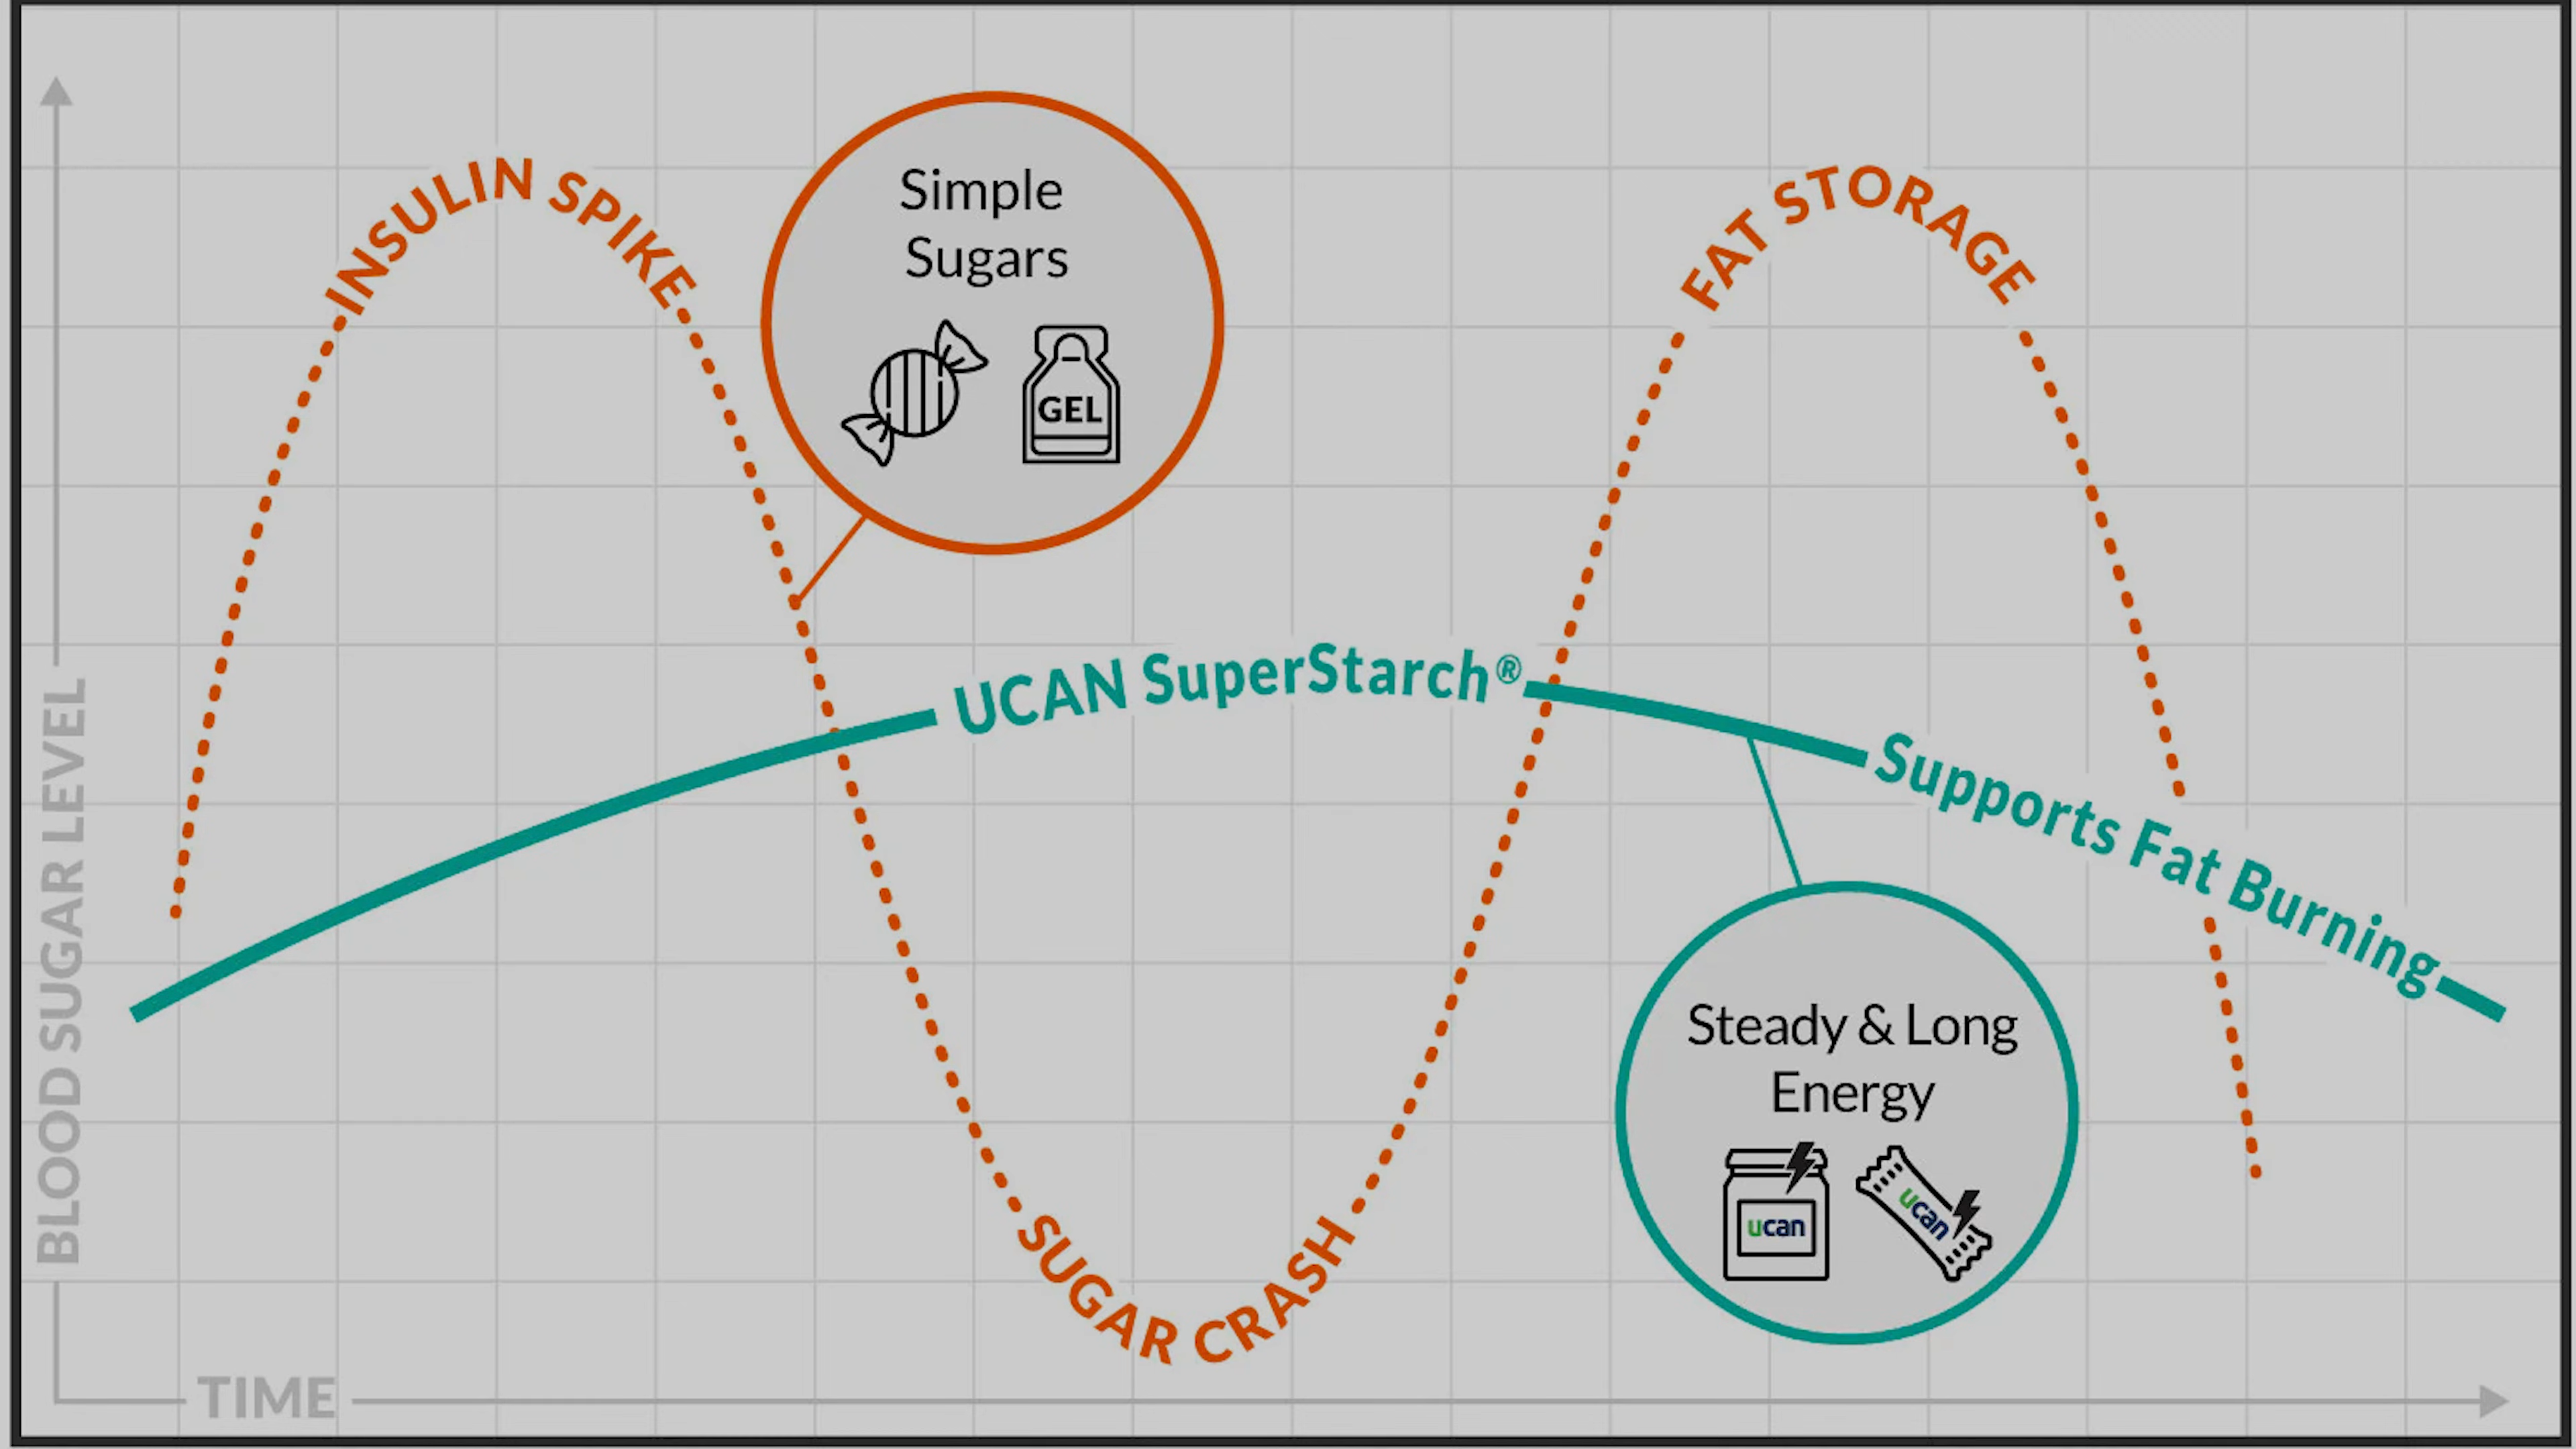 INSULIN SPIKE
Simple
Sugars
GEL
FAT STORAGE
UCAN SuperStarch®
Supports Fat Burning
Steady & Long
Energy
ucan
ucan
SUGAR CRASH
BLOOD SUGAR LEVEL
TIME